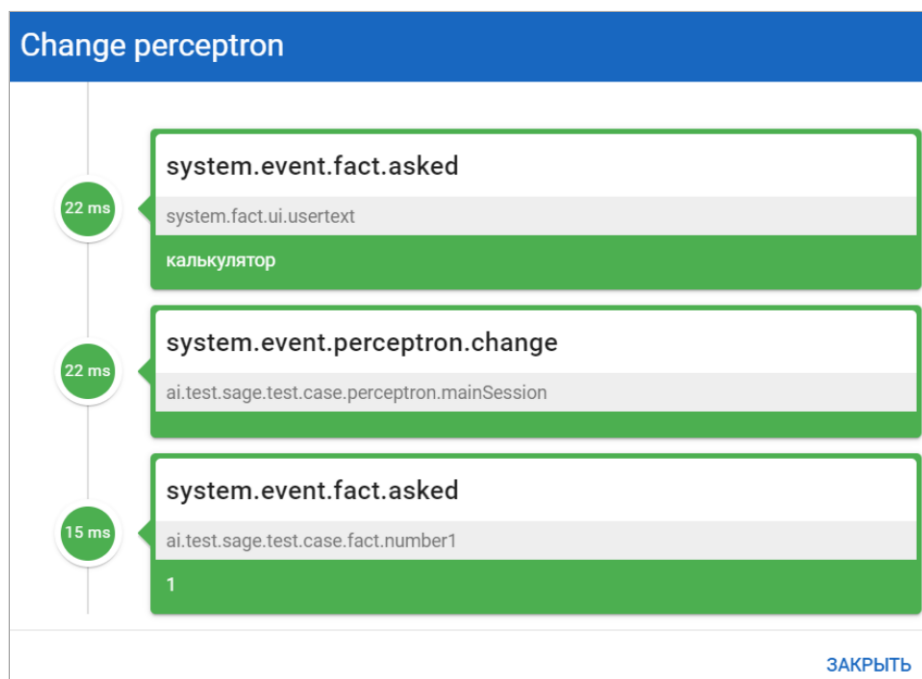 Change perceptron
system.event.fact.asked
22 ms
system.fact.ui.usertext
калькулятор
system.event.perceptron.change
22 ms
ai.test.sage.test.case.perceptron.mainSession
system.event.fact.asked
15 ms
ai.test.sage.test.case.fact.number1
1
ЗАКРЫТЬ